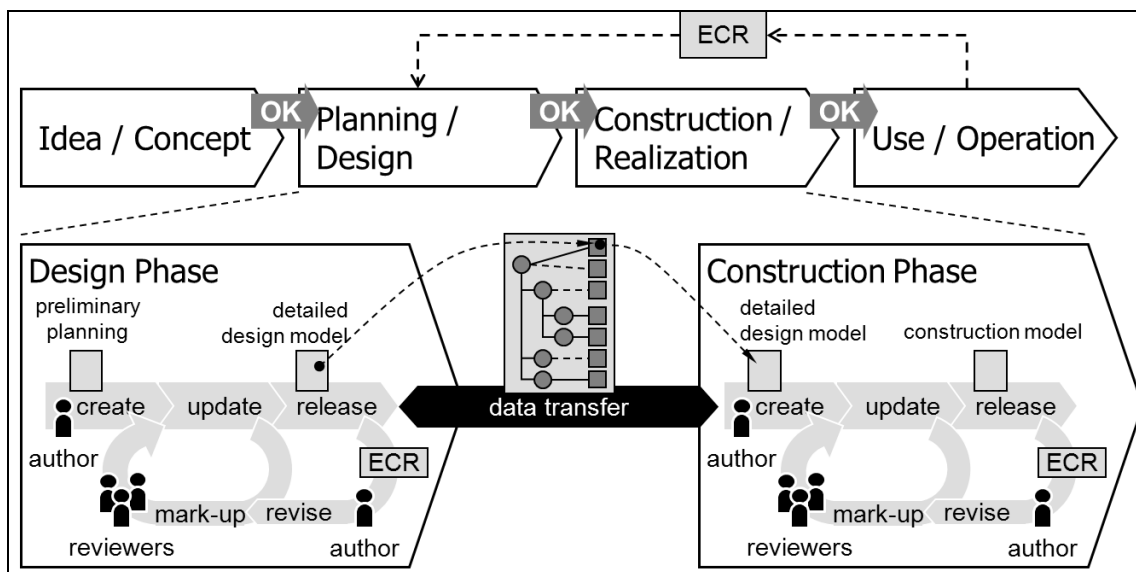 ECR
OK
OK
OK
Idea / Concept
Planning /
Design
Construction /
Realization
Use / Operation
Design Phase
preliminary
planning
detailed
design model
create
update
release
author
ECR
mark-up
revise
reviewers
author
data transfer
Construction Phase
detailed
design model
construction model
create
update
release
author
ECR
mark-up
revise
reviewers
author